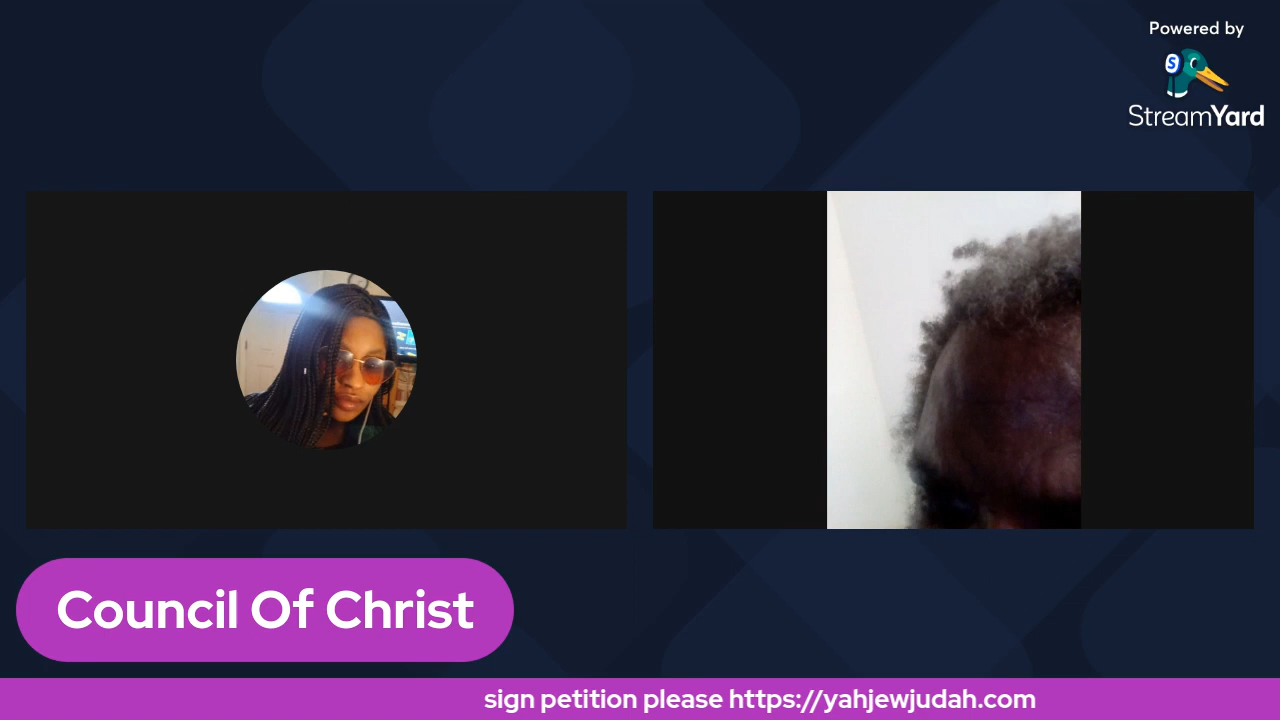 Powered by
S
StreamYard
Council Of Christ
sign petition please https://yahjewjudah.com